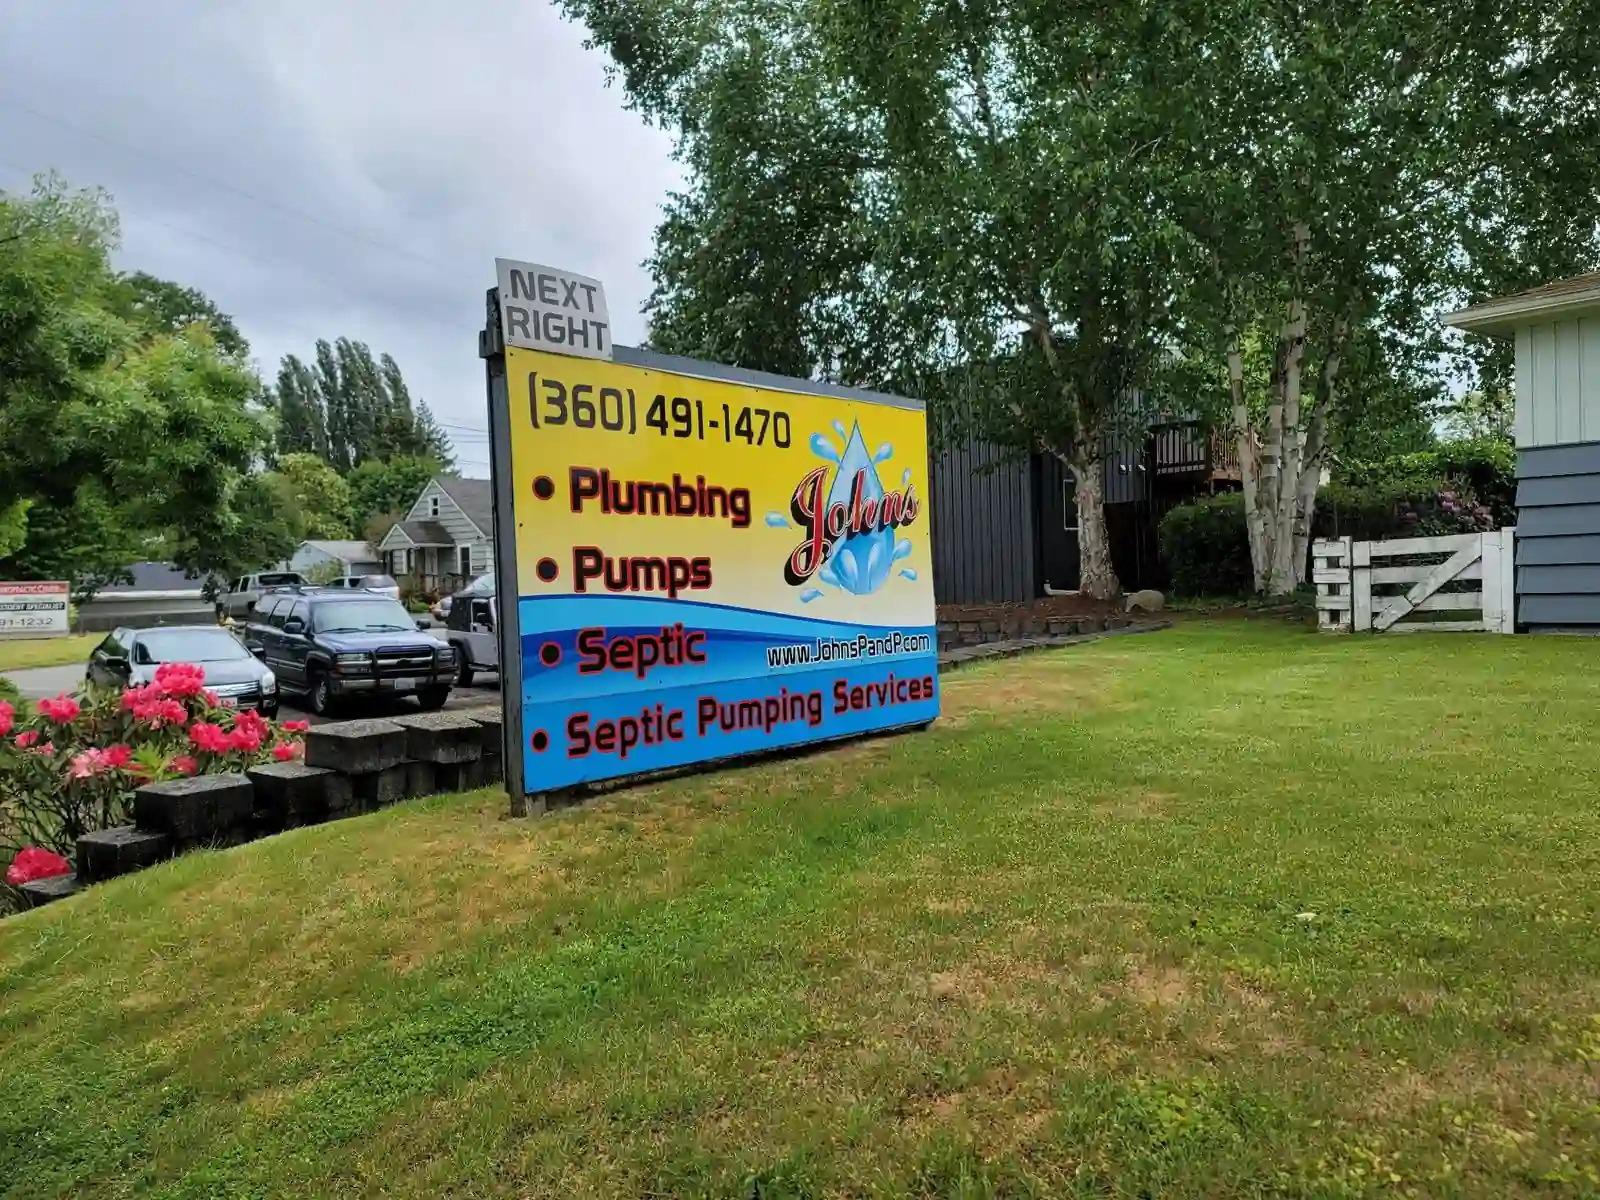 NEXT
RIGHT
(360) 491-1470
• Plumbing
• Pumps
• Septic
• Septic Pumping Services
John's
www.JohnsPandP.com
91-1232